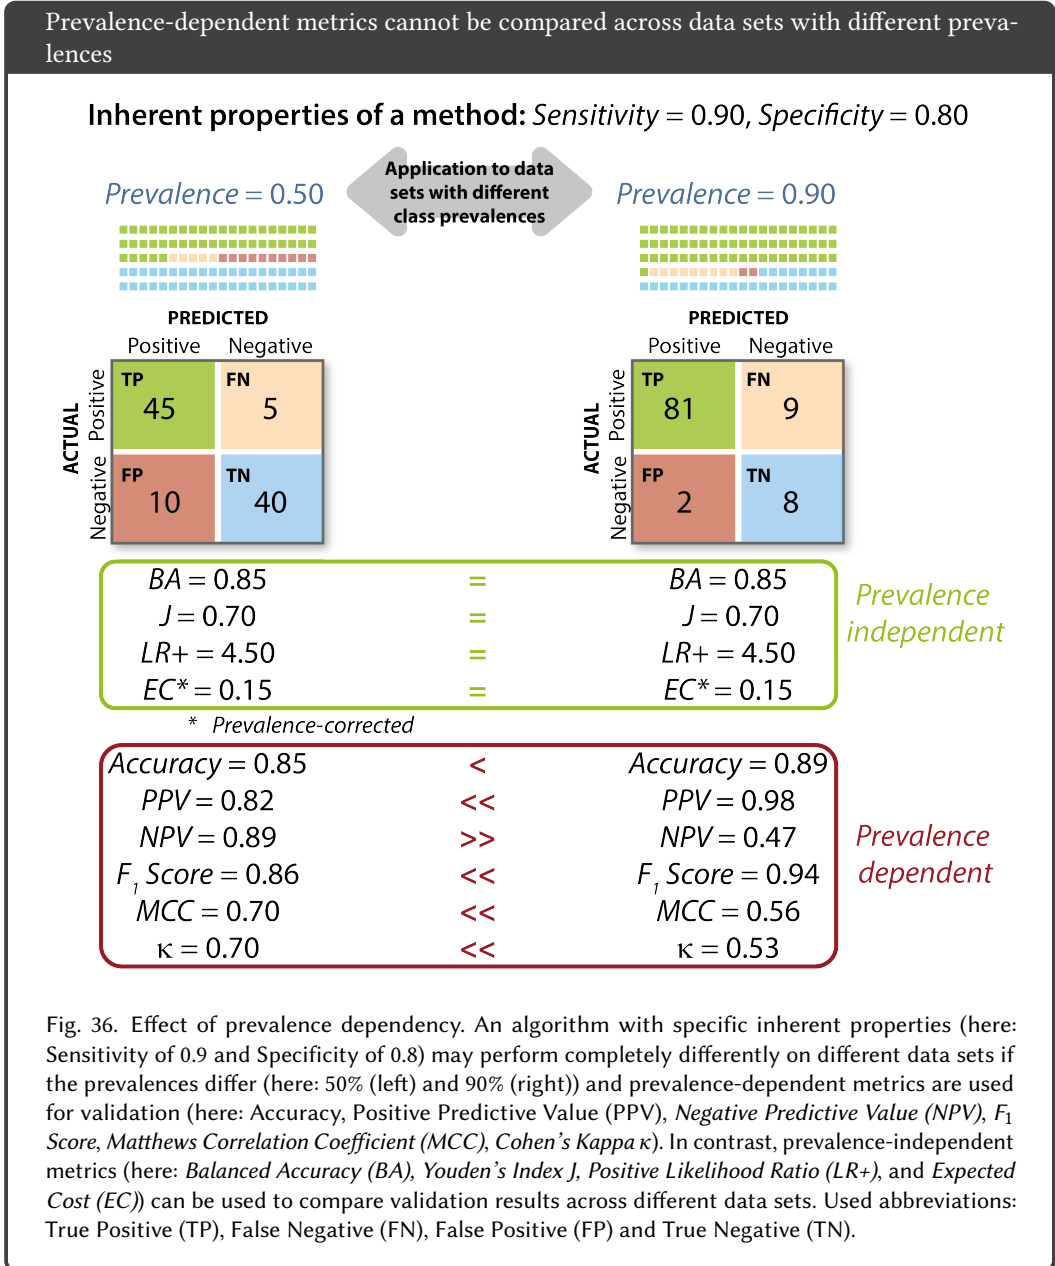 Prevalence-dependent metrics cannot be compared across data sets with different preva-
lences
Inherent properties of a method: Sensitivity = 0.90, Specificity = 0.80
Application to data
sets with different
class prevalences
Prevalence = 0.50
Prevalence = 0.90
PREDICTED
PREDICTED
Positive Negative
Positive Negative
ACTUAL
Positive
Negative
TP
45
FN
5
FP
10
TN
40
ACTUAL
Positive
Negative
TP
81
FN
9
FP
2
TN
8
BA = 0.85 = BA = 0.85
J = 0.70 = J = 0.70
LR+ = 4.50 = LR+ = 4.50
EC* = 0.15 = EC* = 0.15
Prevalence
independent
* Prevalence-corrected
Accuracy = 0.85 < Accuracy = 0.89
PPV = 0.82 << PPV = 0.98
NPV = 0.89 >> NPV = 0.47
F1 Score = 0.86 << F1 Score = 0.94
MCC = 0.70 << MCC = 0.56
κ = 0.70 << κ = 0.53
Prevalence
dependent
Fig. 36. Effect of prevalence dependency. An algorithm with specific inherent properties (here:
Sensitivity of 0.9 and Specificity of 0.8) may perform completely differently on different data sets if
the prevalences differ (here: 50% (left) and 90% (right)) and prevalence-dependent metrics are used
for validation (here: Accuracy, Positive Predictive Value (PPV), Negative Predictive Value (NPV), F1
Score, Matthews Correlation Coefficient (MCC), Cohen's Kappa κ). In contrast, prevalence-independent
metrics (here: Balanced Accuracy (BA), Youden's Index J, Positive Likelihood Ratio (LR+), and Expected
Cost (EC)) can be used to compare validation results across different data sets. Used abbreviations:
True Positive (TP), False Negative (FN), False Positive (FP) and True Negative (TN).